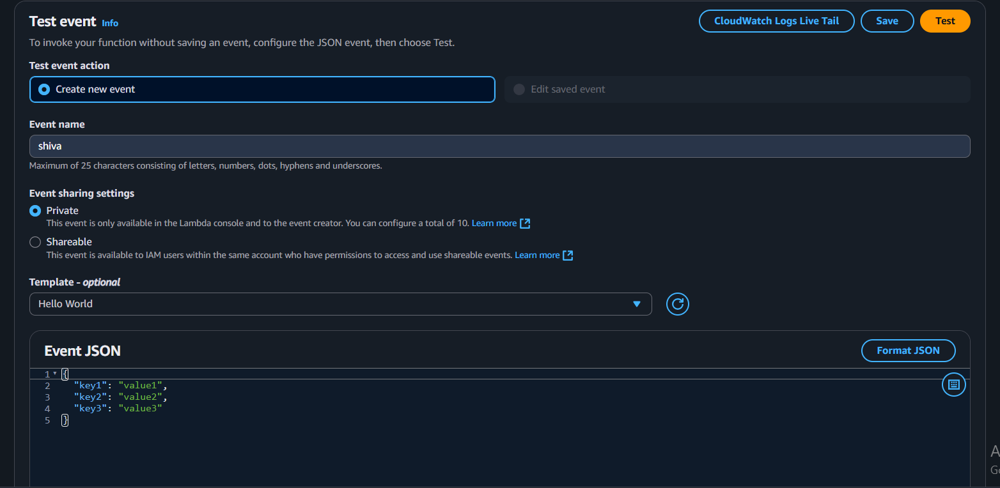 Test event Info
CloudWatch Logs Live Tail Save Test
To invoke your function without saving an event, configure the JSON event, then choose Test.
Test event action
Create new event Edit saved event
Event name
shiva
Maximum of 25 characters consisting of letters, numbers, dots, hyphens and underscores.
Event sharing settings
Private
This event is only available in the Lambda console and to the event creator. You can configure a total of 10. Learn more
Shareable
This event is available to IAM users within the same account who have permissions to access and use shareable events. Learn more
Template - optional
Hello World
Event JSON Format JSON
1 {
2 "key1": "value1",
3 "key2": "value2",
4 "key3": "value3"
5 }